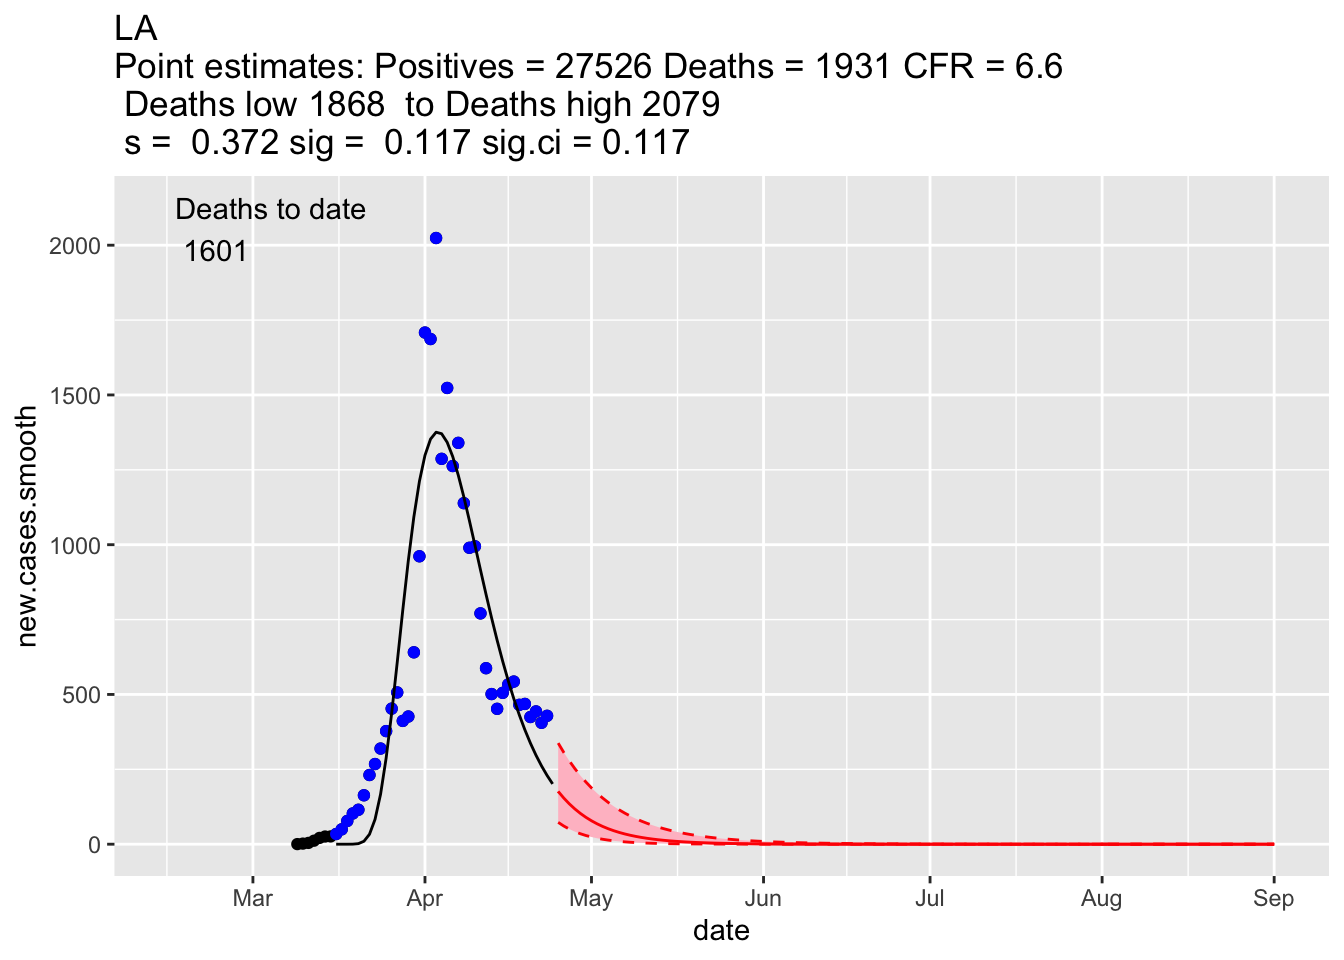 LA
Point estimates: Positives = 27526 Deaths = 1931 CFR = 6.6
Deaths low 1868  to Deaths high 2079
s =  0.372 sig =  0.117 sig.ci = 0.117
Deaths to date
1601
2000
1500
1000
500
0
new.cases.smooth
Mar Apr May Jun Jul Aug Sep
date